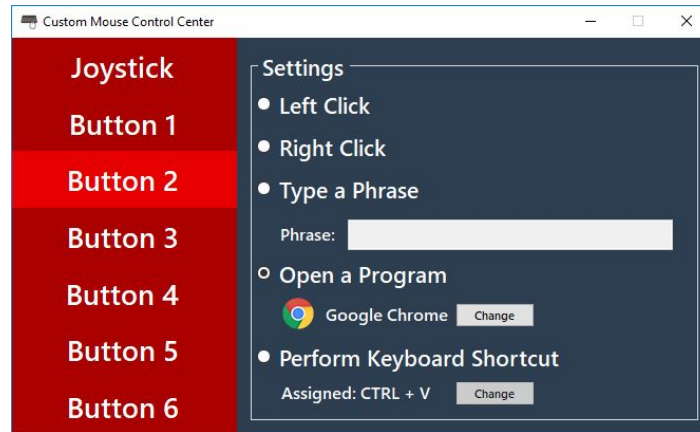 Custom Mouse Control Center
Joystick
Button 1
Button 2
Button 3
Button 4
Button 5
Button 6
Settings
Left Click
Right Click
Type a Phrase
Phrase:
Open a Program
Google Chrome Change
Perform Keyboard Shortcut
Assigned: CTRL + V Change